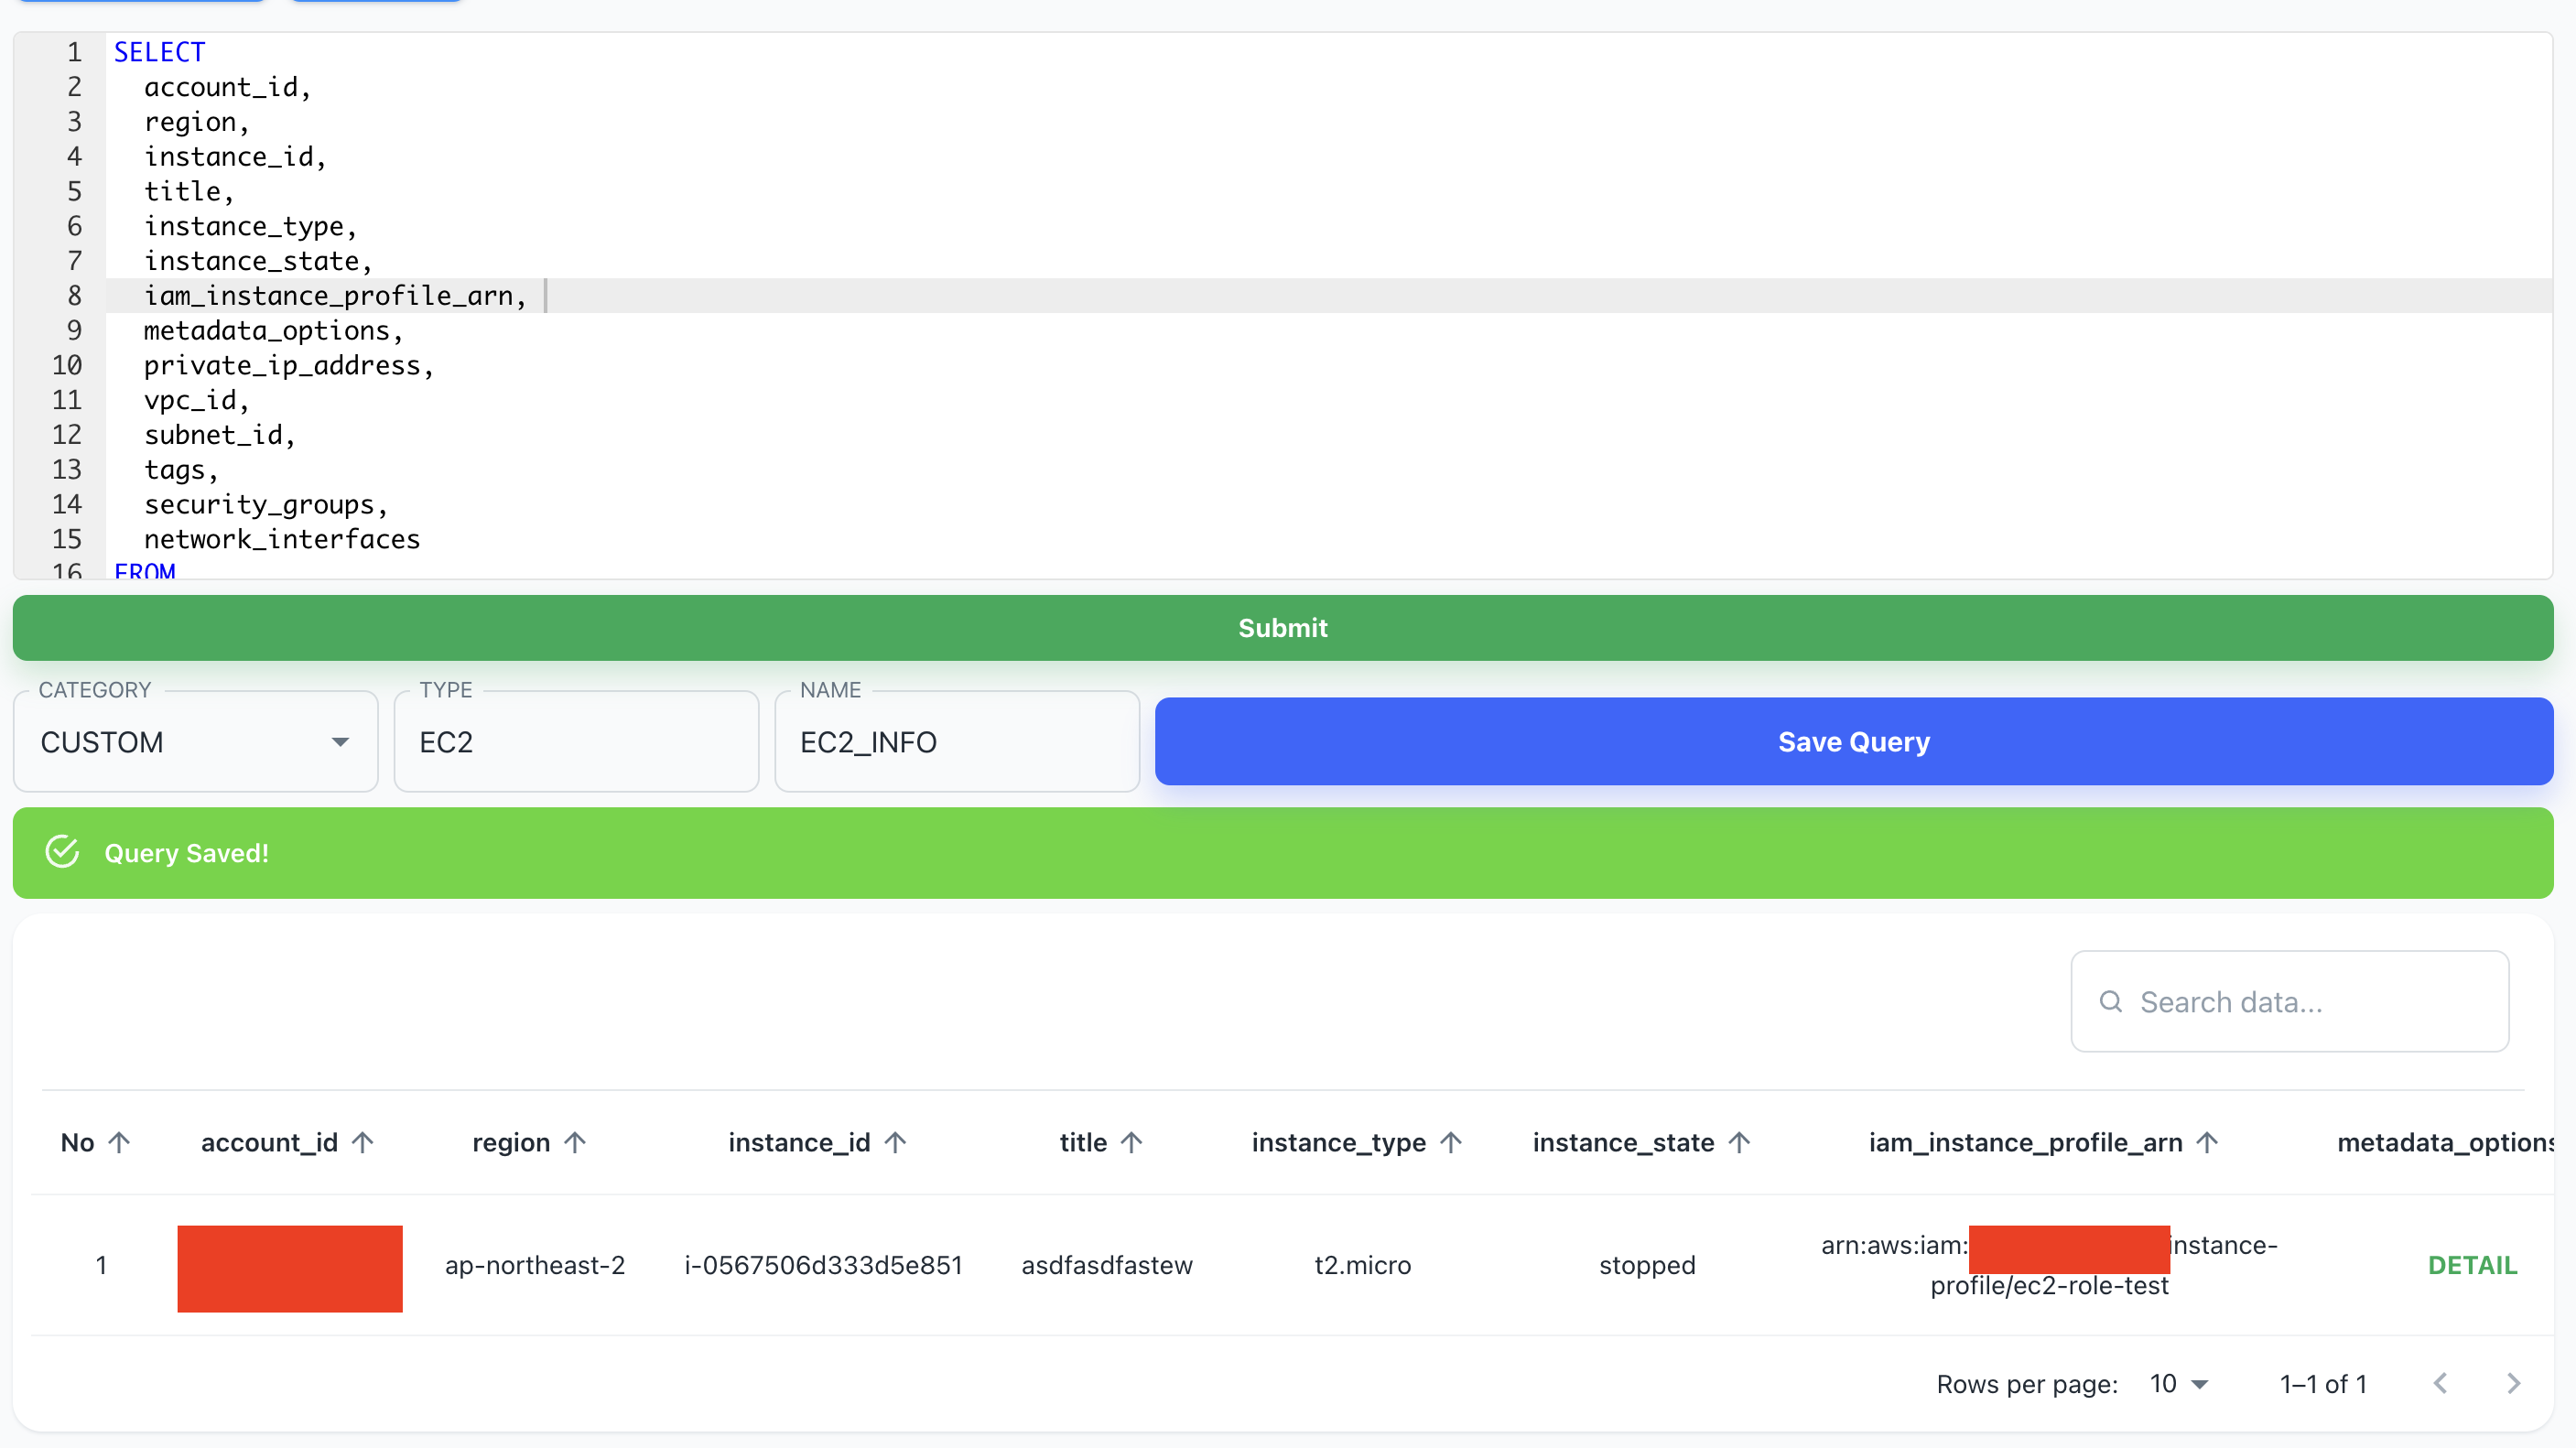 1 SELECT
2 account_id,
3 region,
4 instance_id,
5 title,
6 instance_type,
7 instance_state,
8 iam_instance_profile_arn,
9 metadata_options,
10 private_ip_address,
11 vpc_id,
12 subnet_id,
13 tags,
14 security_groups,
15 network_interfaces
16 FROM
Submit
CATEGORY TYPE NAME
CUSTOM EC2 EC2_INFO Save Query
Query Saved!
Search data...
No account_id region instance_id title instance_type instance_state iam_instance_profile_arn metadata_options
1 ap-northeast-2 i-0567506d333d5e851 asdfasdfastew t2.micro stopped arn:aws:iam: instance-
profile/ec2-role-test DETAIL
Rows per page: 10 1–1 of 1